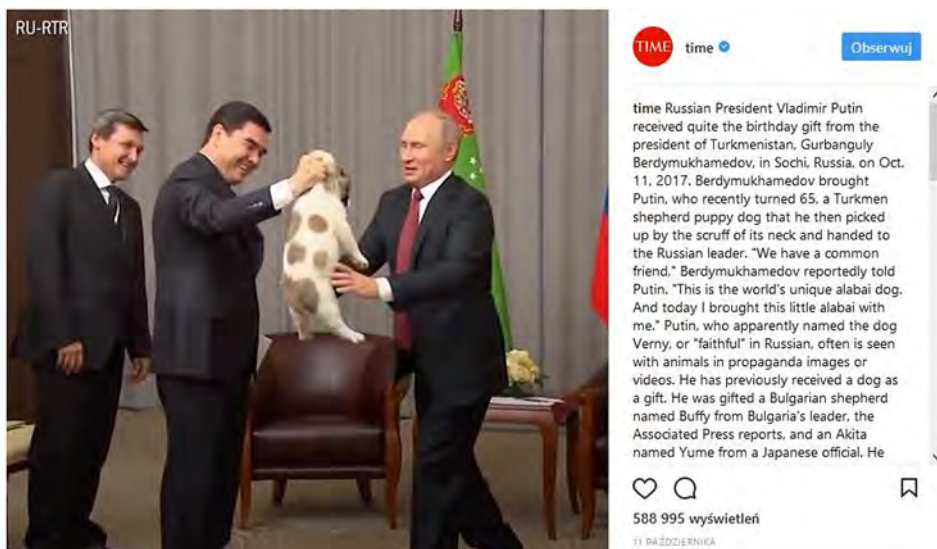 RU-RTR
TIME time
Obserwuj
time Russian President Vladimir Putin
received quite the birthday gift from the
president of Turkmenistan, Gurbanguly
Berdymukhamedov, in Sochi, Russia, on Oct.
11, 2017. Berdymukhamedov brought
Putin, who recently turned 65, a Turkmen
shepherd puppy dog that he then picked
up by the scruff of its neck and handed to
the Russian leader. "We have a common
friend," Berdymukhamedov reportedly told
Putin. "This is the world's unique alabai dog.
And today I brought this little alabai with
me." Putin, who apparently named the dog
Verny, or "faithful" in Russian, often is seen
with animals in propaganda images or
videos. He has previously received a dog as
a gift. He was gifted a Bulgarian shepherd
named Buffy from Bulgaria's leader, the
Associated Press reports, and an Akita
named Yume from a Japanese official. He
588 995 wyświetleń
11 PAŹDZIERNIKA